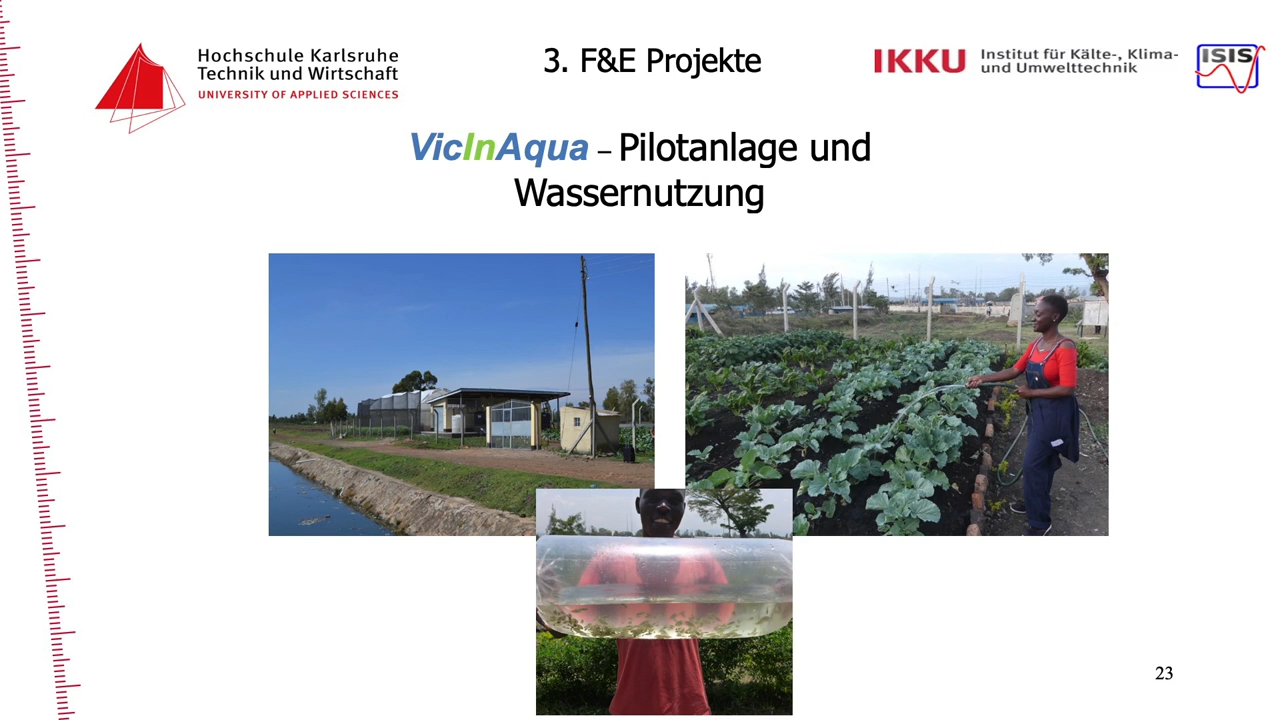 Hochschule Karlsruhe
Technik und Wirtschaft
UNIVERSITY OF APPLIED SCIENCES
3. F&E Projekte
IKKU Institut für Kälte-, Klima-
und Umwelttechnik
ISIS
VicInAqua – Pilotanlage und
Wassernutzung
23